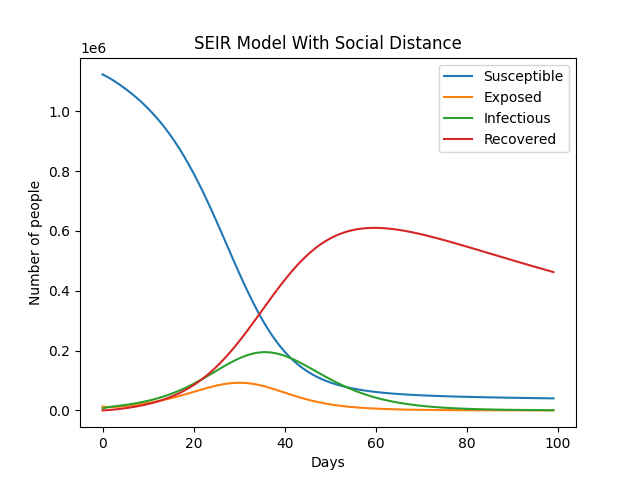 SEIR Model With Social Distance
1e6
Susceptible
Exposed
Infectious
Recovered
1.0
0.8
0.6
0.4
0.2
0.0
Number of people
0 20 40 60 80 100
Days